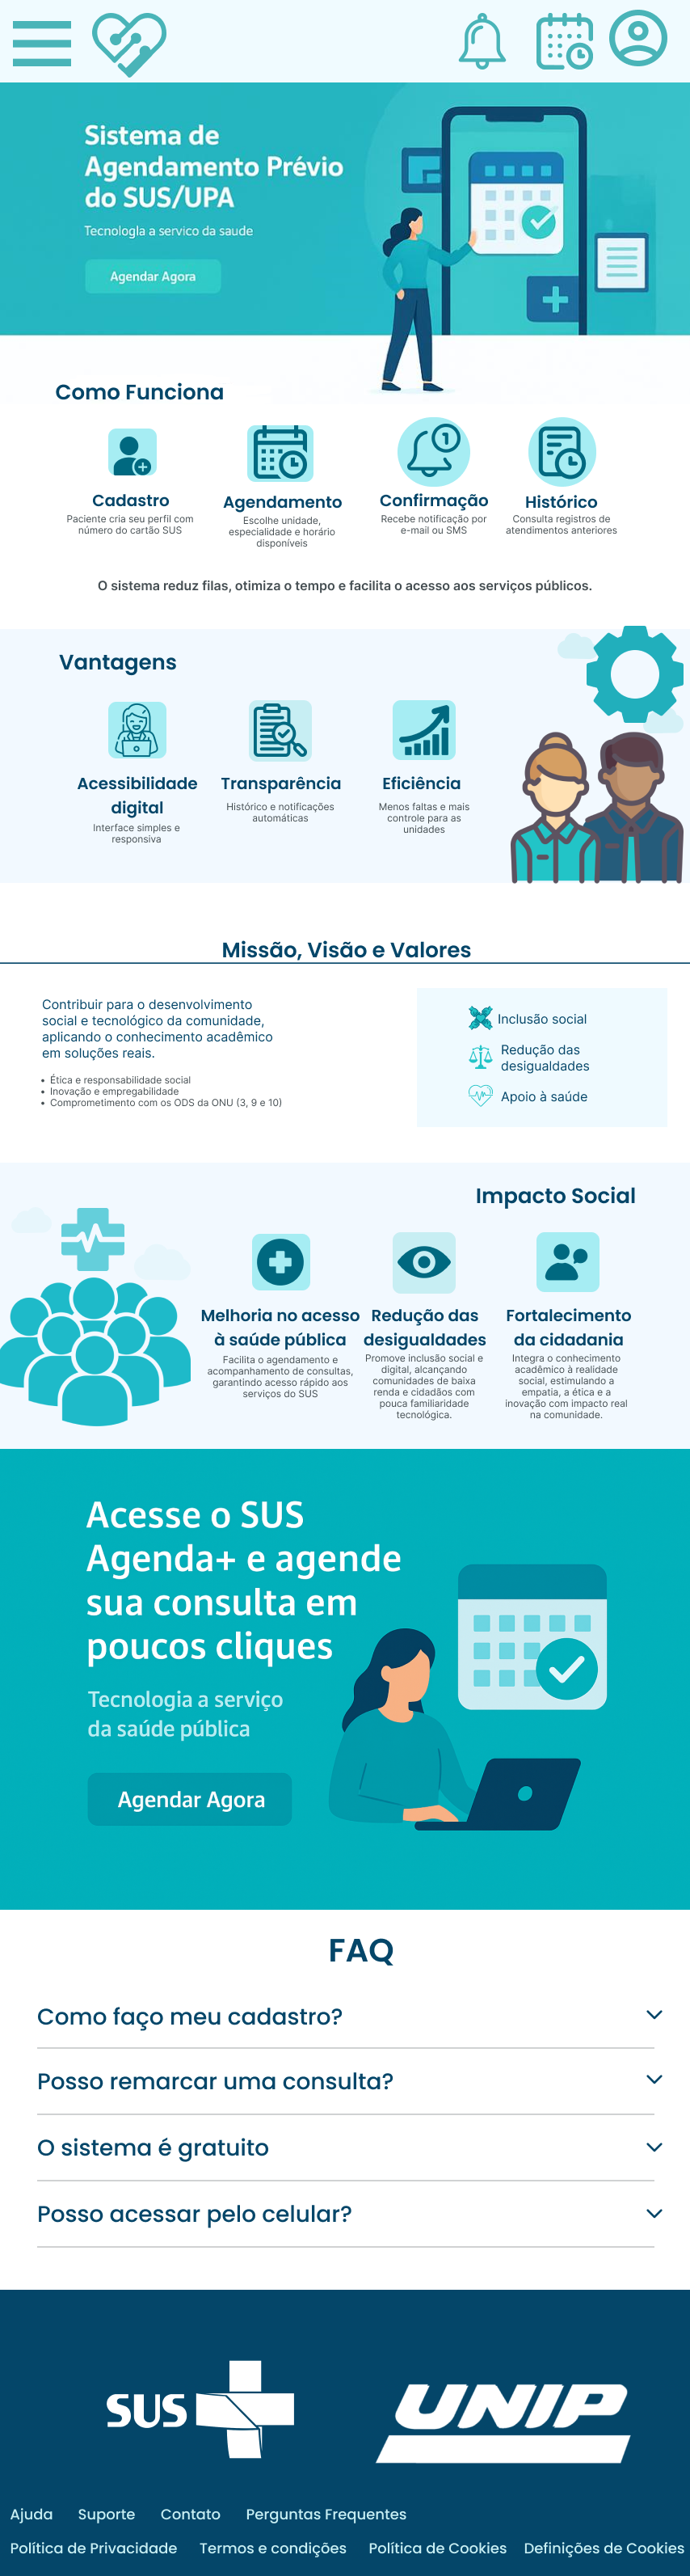 Sistema de
Agendamento Prévio
do SUS/UPA
Tecnologla a servico da saude
Agendar Agora
Como Funciona
Cadastro
Paciente cria seu perfil com
número do cartão SUS
Agendamento
Escolhe unidade,
especialidade e horário
disponíveis
1
Confirmação
Recebe notificação por
e-mail ou SMS
Histórico
Consulta registros de
atendimentos anteriores
O sistema reduz filas, otimiza o tempo e facilita o acesso aos serviços públicos.
Vantagens
Acessibilidade
digital
Interface simples e
responsiva
Transparência
Histórico e notificações
automáticas
Eficiência
Menos faltas e mais
controle para as
unidades
Missão, Visão e Valores
Contribuir para o desenvolvimento
social e tecnológico da comunidade,
aplicando o conhecimento acadêmico
em soluções reais.
• Ética e responsabilidade social
• Inovação e empregabilidade
• Comprometimento com os ODS da ONU (3, 9 e 10)
Inclusão social
Redução das
desigualdades
Apoio à saúde
Impacto Social
Melhoria no acesso
à saúde pública
Facilita o agendamento e
acompanhamento de consultas,
garantindo acesso rápido aos
serviços do SUS
Redução das
desigualdades
Promove inclusão social e
digital, alcançando
comunidades de baixa
renda e cidadãos com
pouca familiaridade
tecnológica.
Fortalecimento
da cidadania
Integra o conhecimento
acadêmico à realidade
social, estimulando a
empatia, a ética e a
inovação com impacto real
na comunidade.
Acesse o SUS
Agenda+ e agende
sua consulta em
poucos cliques
Tecnologia a serviço
da saúde pública
Agendar Agora
FAQ
Como faço meu cadastro?
Posso remarcar uma consulta?
O sistema é gratuito
Posso acessar pelo celular?
SUS
UNIP
Ajuda Suporte Contato Perguntas Frequentes
Política de Privacidade Termos e condições Política de Cookies Definições de Cookies